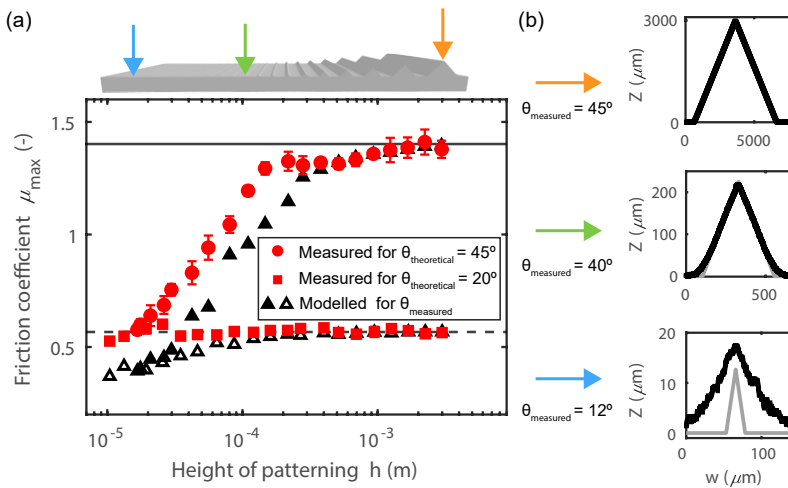 (a)
Friction coefficient μmax (-)
1.5
1
0.5
10⁻⁵
10⁻⁴
10⁻³
Height of patterning h (m)
Measured for θtheoretical = 45º
Measured for θtheoretical = 20º
Modelled for θmeasured
(b)
θmeasured = 45º
Z (μm)
3000
0
0
5000
θmeasured = 40º
Z (μm)
200
100
0
0
500
θmeasured = 12º
Z (μm)
20
10
0
0
100
w (μm)